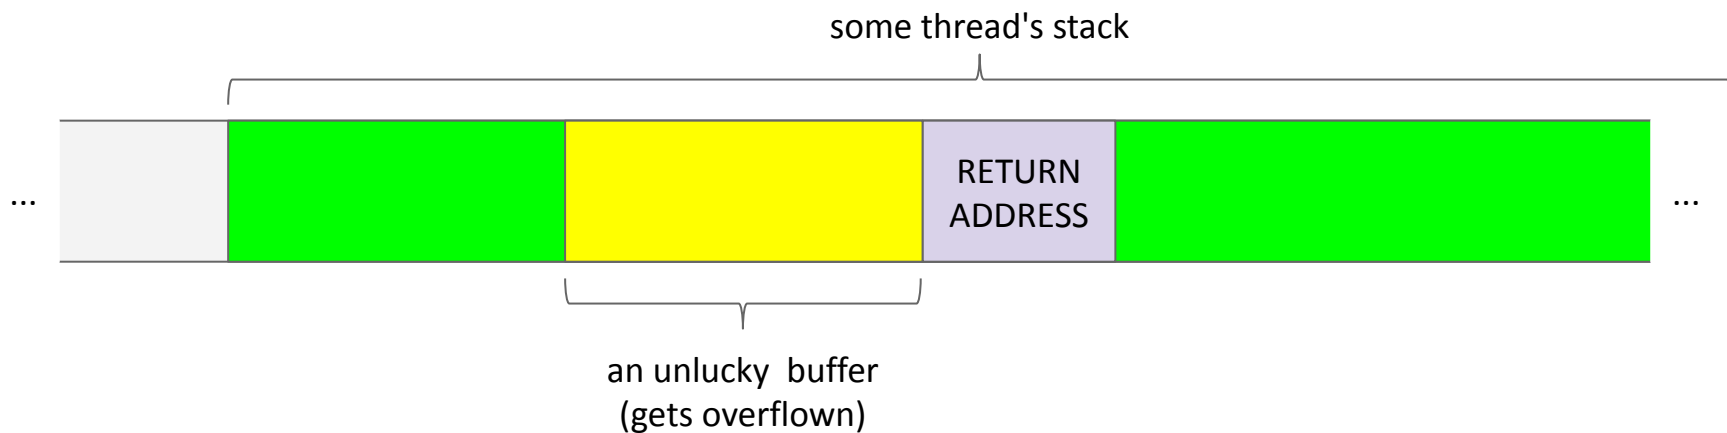 some thread's stack
...
RETURN
ADDRESS
...
an unlucky buffer
(gets overflown)